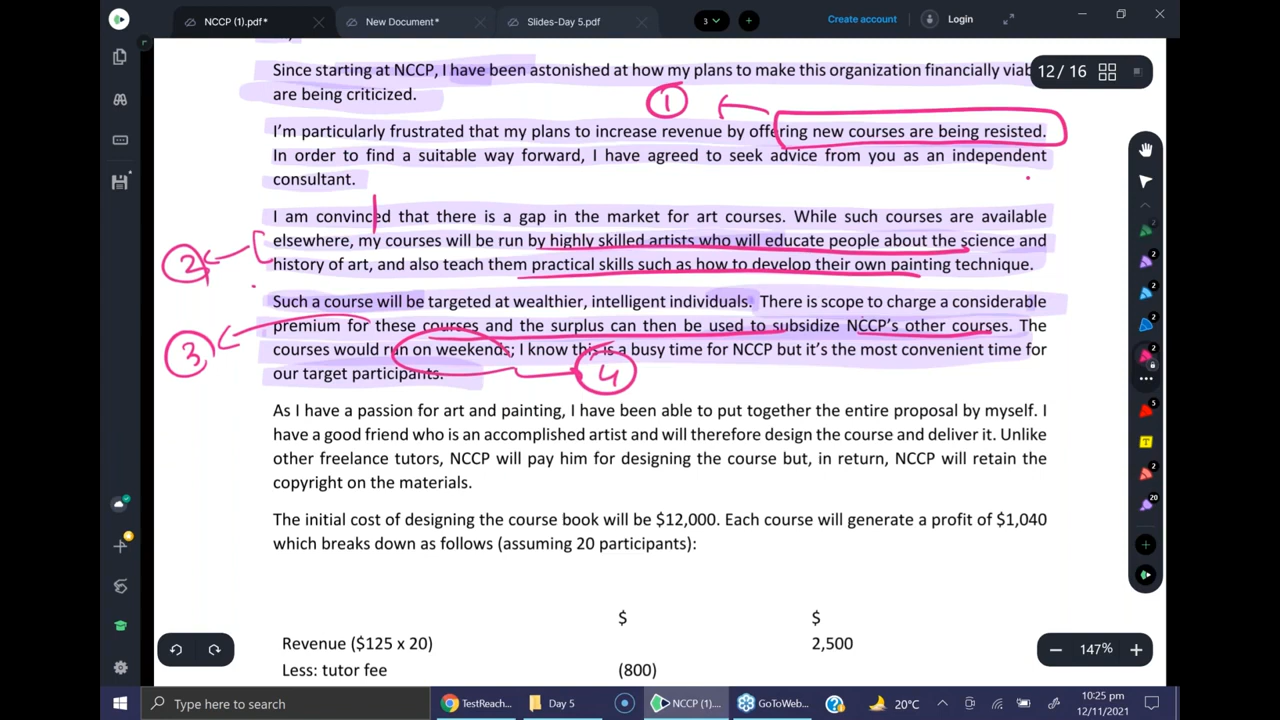 NCCP (1).pdf*
New Document*
Slides-Day 5.pdf
3
Create account
Login
12 / 16
Since starting at NCCP, I have been astonished at how my plans to make this organization financially
are being criticized.
1
I'm particularly frustrated that my plans to increase revenue by offering new courses are being resisted.
In order to find a suitable way forward, I have agreed to seek advice from you as an independent
consultant.
I am convinced that there is a gap in the market for art courses. While such courses are available
elsewhere, my courses will be run by highly skilled artists who will educate people about the science and
2
history of art, and also teach them practical skills such as how to develop their own painting technique.
Such a course will be targeted at wealthier, intelligent individuals. There is scope to charge a considerable
premium for these courses and the surplus can then be used to subsidize NCCP's other courses. The
3
courses would run on weekends; I know this is a busy time for NCCP but it's the most convenient time for
4
our target participants.
As I have a passion for art and painting, I have been able to put together the entire proposal by myself. I
have a good friend who is an accomplished artist and will therefore design the course and deliver it. Unlike
other freelance tutors, NCCP will pay him for designing the course but, in return, NCCP will retain the
copyright on the materials.
The initial cost of designing the course book will be $12,000. Each course will generate a profit of $1,040
which breaks down as follows (assuming 20 participants):
$ $
Revenue ($125 x 20) 2,500
Less: tutor fee (800)
147%
Type here to search
TestReach...
Day 5
NCCP (1)....
GoToWeb...
20°C
10:25 pm
12/11/2021